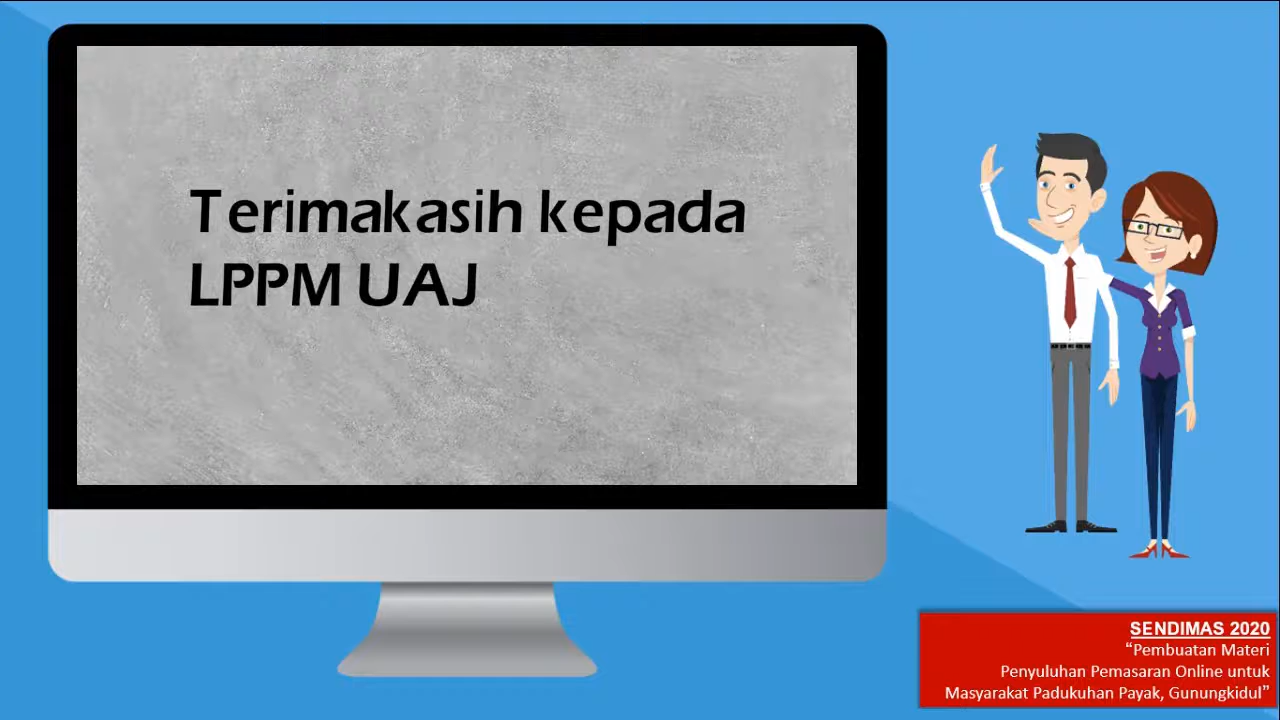 Terimakasih kepada
LPPM UAJ
SENDIMAS 2020
“Pembuatan Materi
Penyuluhan Pemasaran Online untuk
Masyarakat Padukuhan Payak, Gunungkidul”